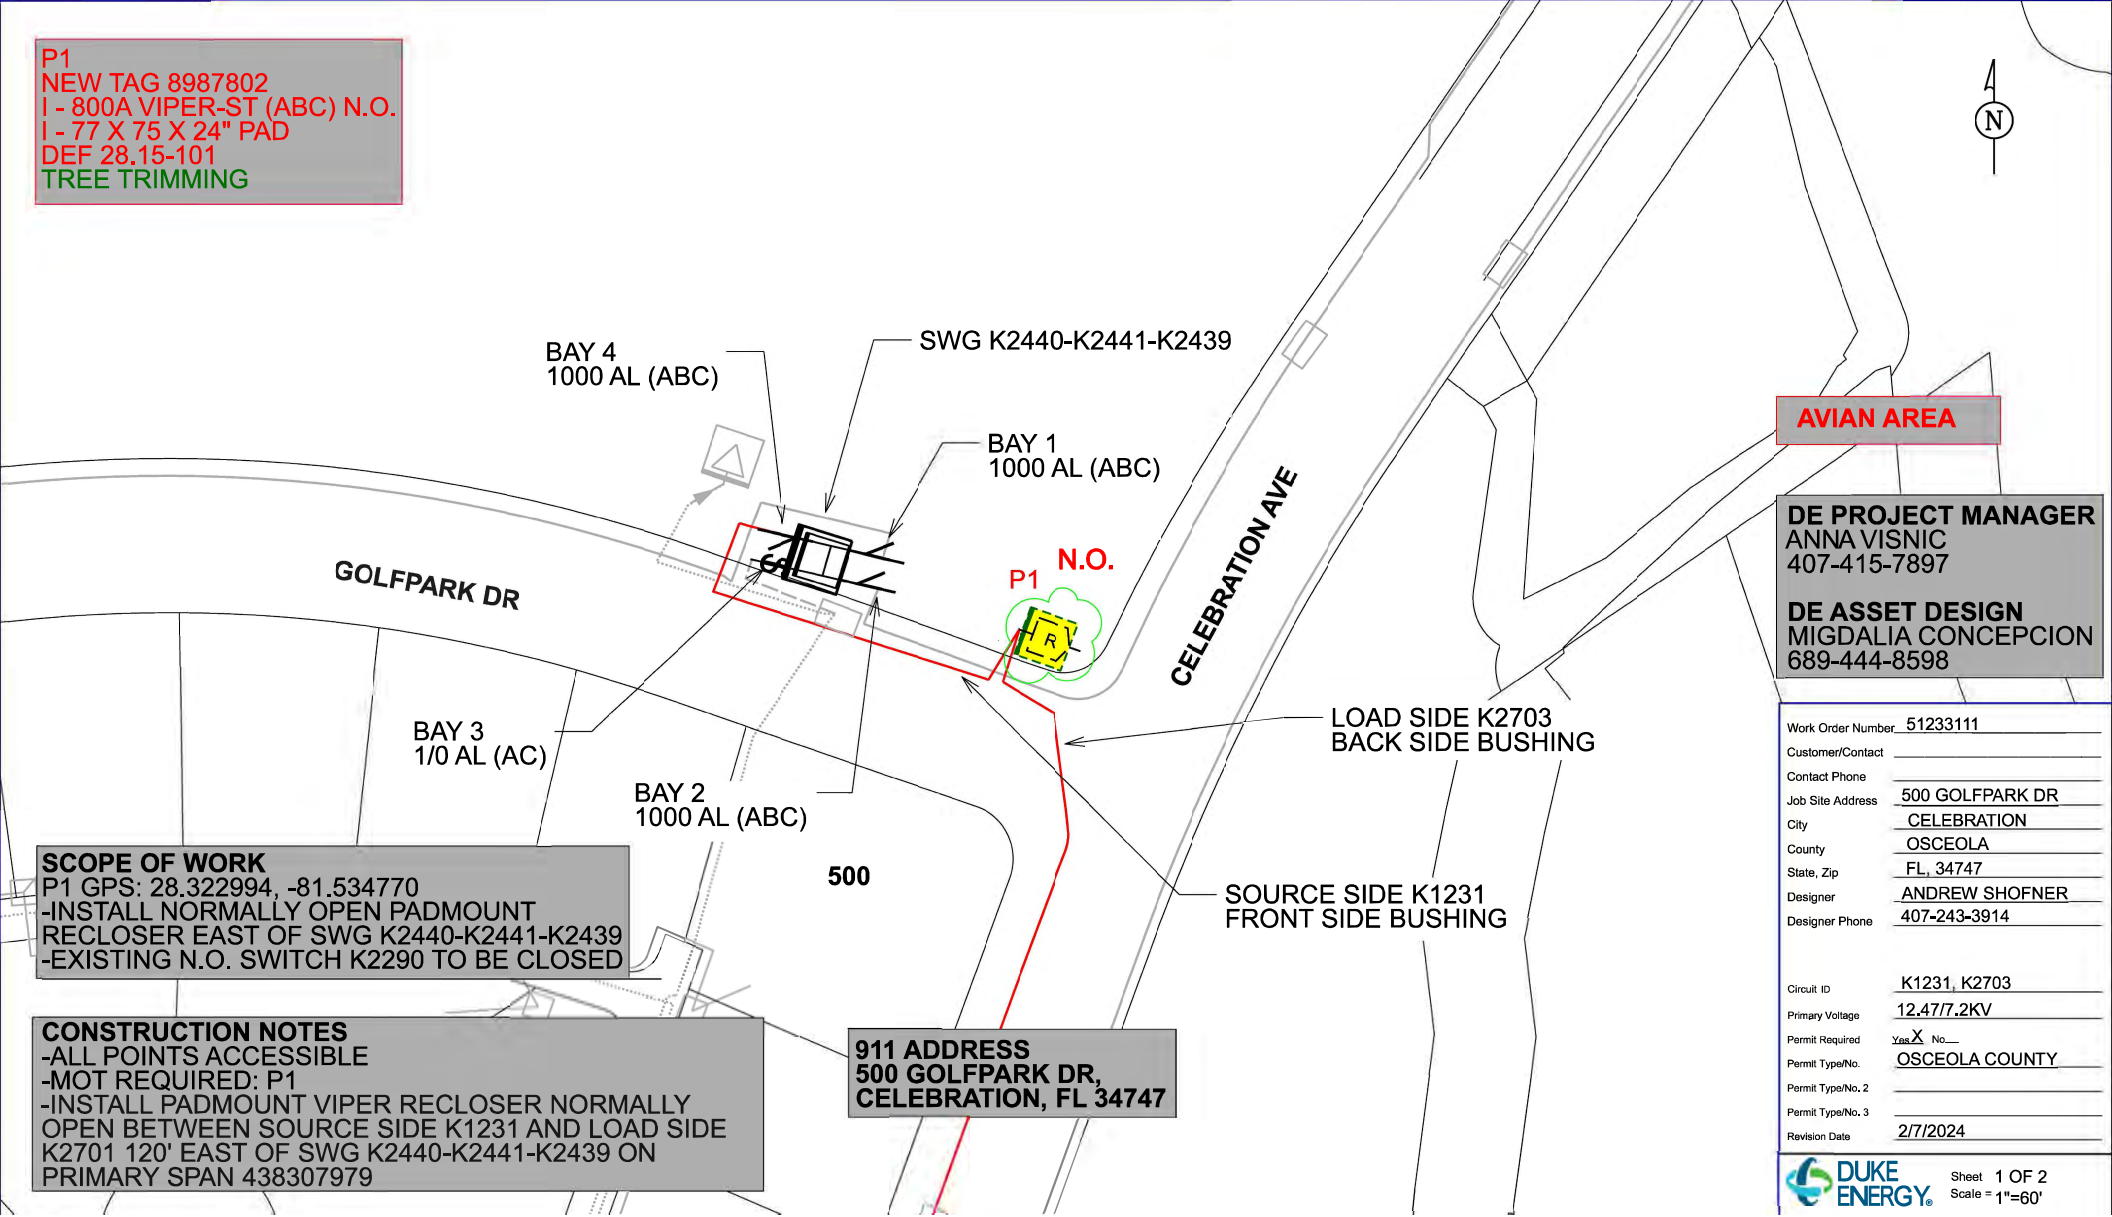 P1
NEW TAG 8987802
I - 800A VIPER-ST (ABC) N.O.
I - 77 X 75 X 24" PAD
DEF 28.15-101
TREE TRIMMING
N
BAY 4
1000 AL (ABC)
SWG K2440-K2441-K2439
BAY 1
1000 AL (ABC)
AVIAN AREA
GOLFPARK DR
S
P1
N.O.
R
CELEBRATION AVE
DE PROJECT MANAGER
ANNA VISNIC
407-415-7897
DE ASSET DESIGN
MIGDALIA CONCEPCION
689-444-8598
BAY 3
1/0 AL (AC)
BAY 2
1000 AL (ABC)
LOAD SIDE K2703
BACK SIDE BUSHING
500
SOURCE SIDE K1231
FRONT SIDE BUSHING
SCOPE OF WORK
P1 GPS: 28.322994, -81.534770
-INSTALL NORMALLY OPEN PADMOUNT
RECLOSER EAST OF SWG K2440-K2441-K2439
-EXISTING N.O. SWITCH K2290 TO BE CLOSED
CONSTRUCTION NOTES
-ALL POINTS ACCESSIBLE
-MOT REQUIRED: P1
-INSTALL PADMOUNT VIPER RECLOSER NORMALLY
OPEN BETWEEN SOURCE SIDE K1231 AND LOAD SIDE
K2701 120' EAST OF SWG K2440-K2441-K2439 ON
PRIMARY SPAN 438307979
911 ADDRESS
500 GOLFPARK DR,
CELEBRATION, FL 34747
Work Order Number 51233111
Customer/Contact
Contact Phone
Job Site Address 500 GOLFPARK DR
City CELEBRATION
County OSCEOLA
State, Zip FL, 34747
Designer ANDREW SHOFNER
Designer Phone 407-243-3914
Circuit ID K1231, K2703
Primary Voltage 12.47/7.2KV
Permit Required Yes X No
Permit Type/No. OSCEOLA COUNTY
Permit Type/No. 2
Permit Type/No. 3
Revision Date 2/7/2024
DUKE
ENERGY®
Sheet 1 OF 2
Scale = 1"=60'